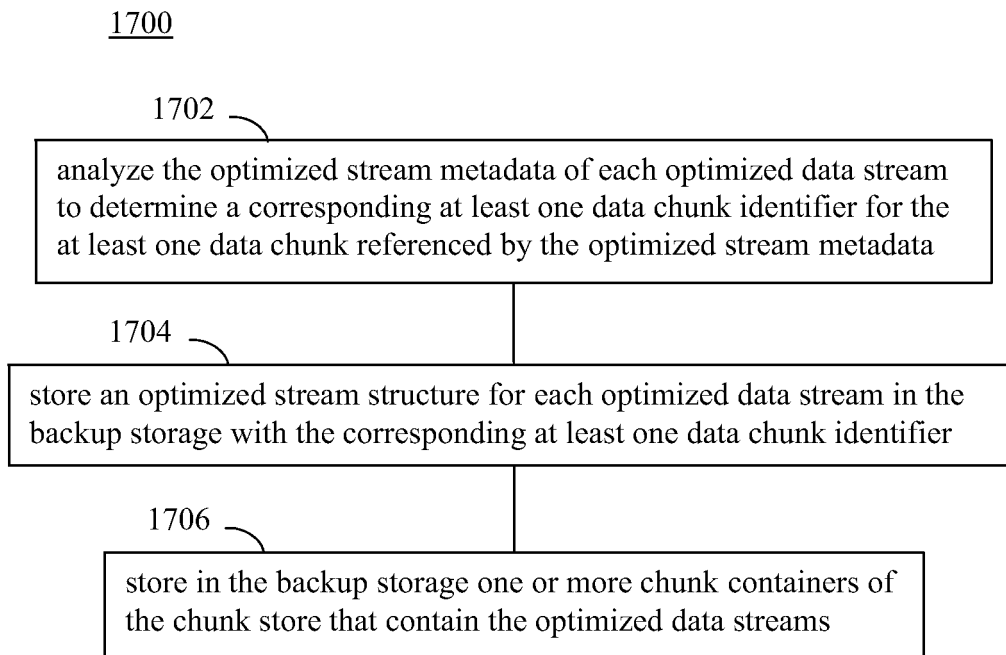 1700
1702
analyze the optimized stream metadata of each optimized data stream
to determine a corresponding at least one data chunk identifier for the
at least one data chunk referenced by the optimized stream metadata
1704
store an optimized stream structure for each optimized data stream in the
backup storage with the corresponding at least one data chunk identifier
1706
store in the backup storage one or more chunk containers of
the chunk store that contain the optimized data streams